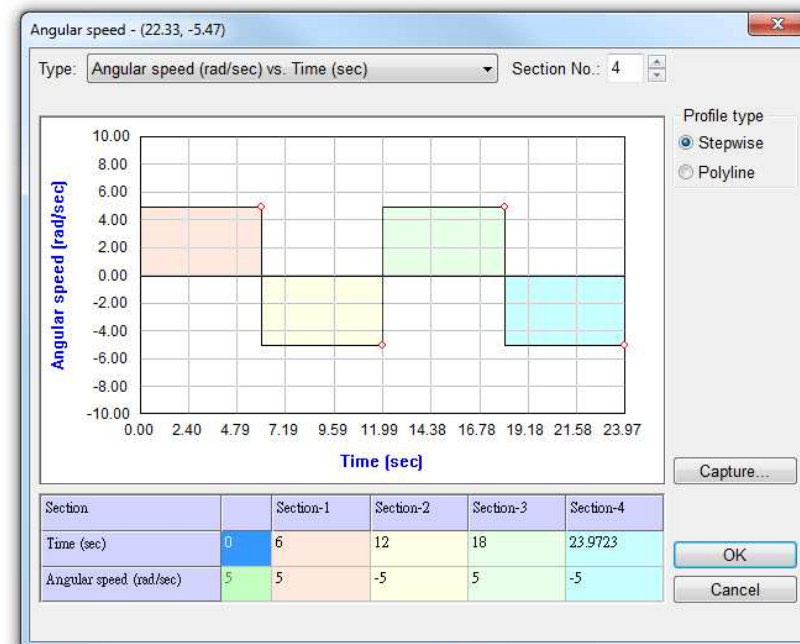 Angular speed - (22.33, -5.47)
Type: Angular speed (rad/sec) vs. Time (sec) Section No.: 4
Profile type
Stepwise
Polyline
10.00
8.00
6.00
4.00
2.00
0.00
-2.00
-4.00
-6.00
-8.00
-10.00
Angular speed (rad/sec)
0.00 2.40 4.79 7.19 9.59 11.99 14.38 16.78 19.18 21.58 23.97
Time (sec)
Capture...
Section Section-1 Section-2 Section-3 Section-4
Time (sec) 0 6 12 18 23.9723
Angular speed (rad/sec) 5 5 -5 5 -5
OK
Cancel